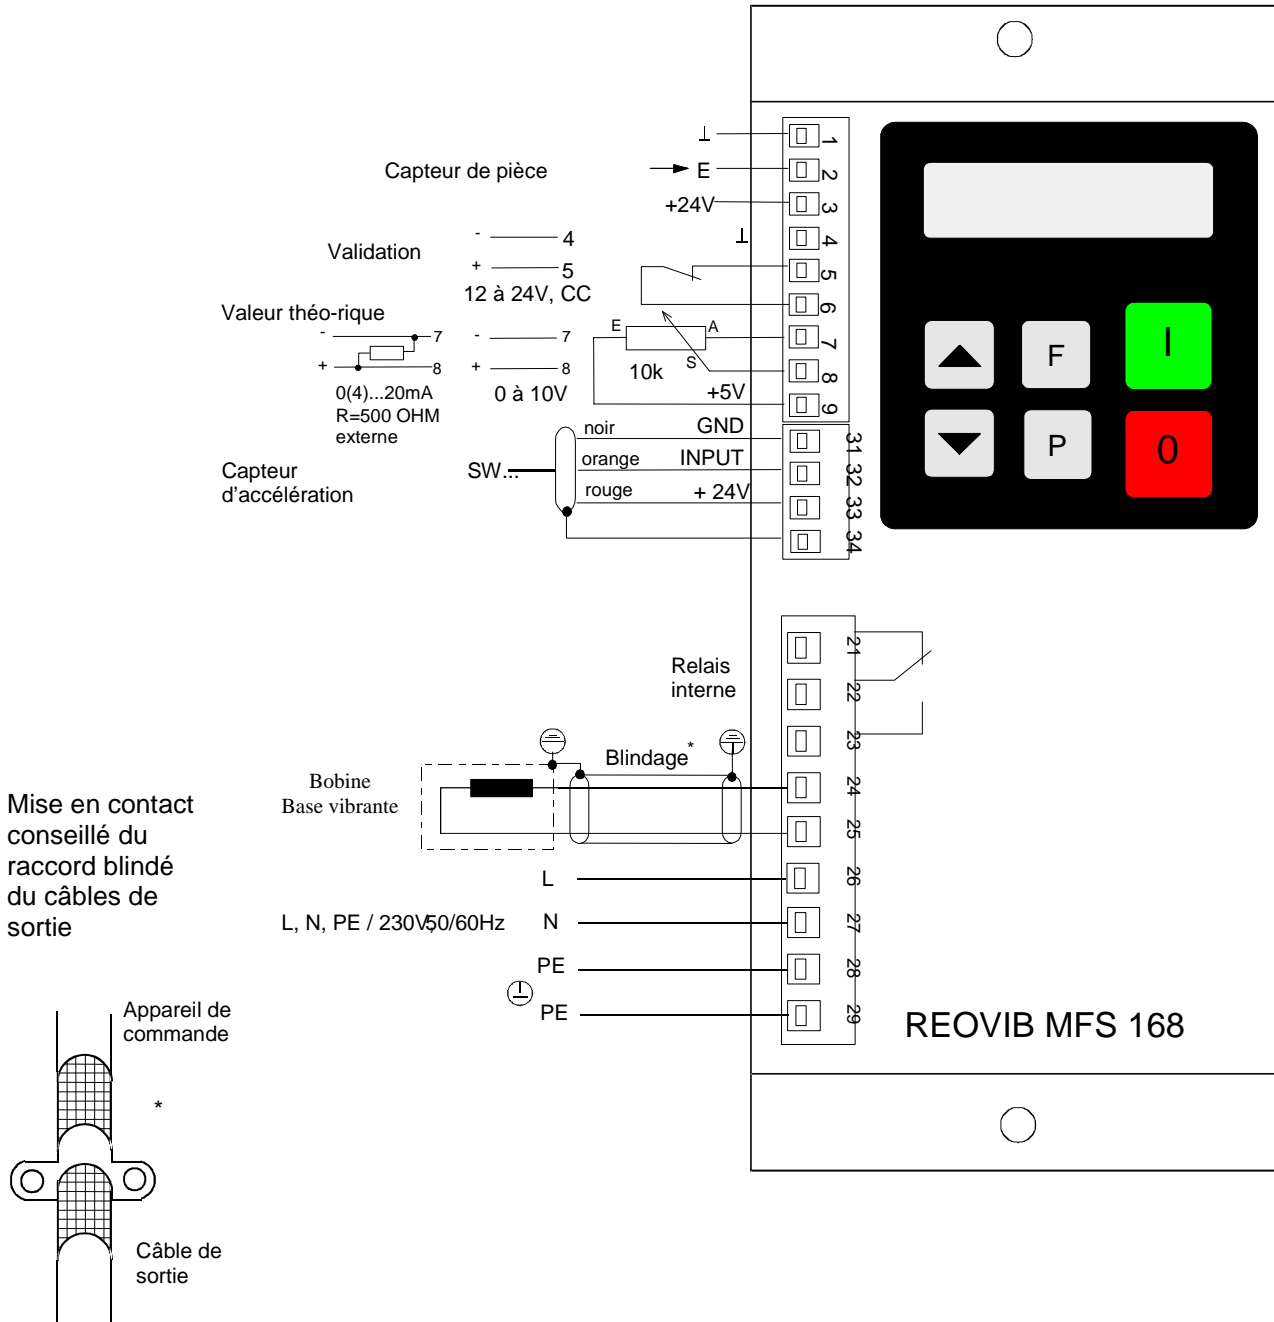 ⊥
1
Capteur de pièce
E
2
+24V
3
-
4
⊥
4
Validation
+
5
5
12 à 24V, CC
6
Valeur théo-rique
-
7
-
7
E
A
7
+
8
+
8
10k
S
8
0(4)...20mA
0 à 10V
+5V
9
R=500 OHM
externe
noir
GND
31
Capteur
d'accélération
SW...
orange
INPUT
32
rouge
+ 24V
33
34
F
I
P
0
21
Relais
interne
22
23
Blindage*
Bobine
Base vibrante
24
25
Mise en contact
conseillé du
raccord blindé
du câbles de
sortie
L
26
L, N, PE / 230V,50/60Hz
N
27
PE
28
PE
29
REOVIB MFS 168
Appareil de
commande
*
Câble de
sortie